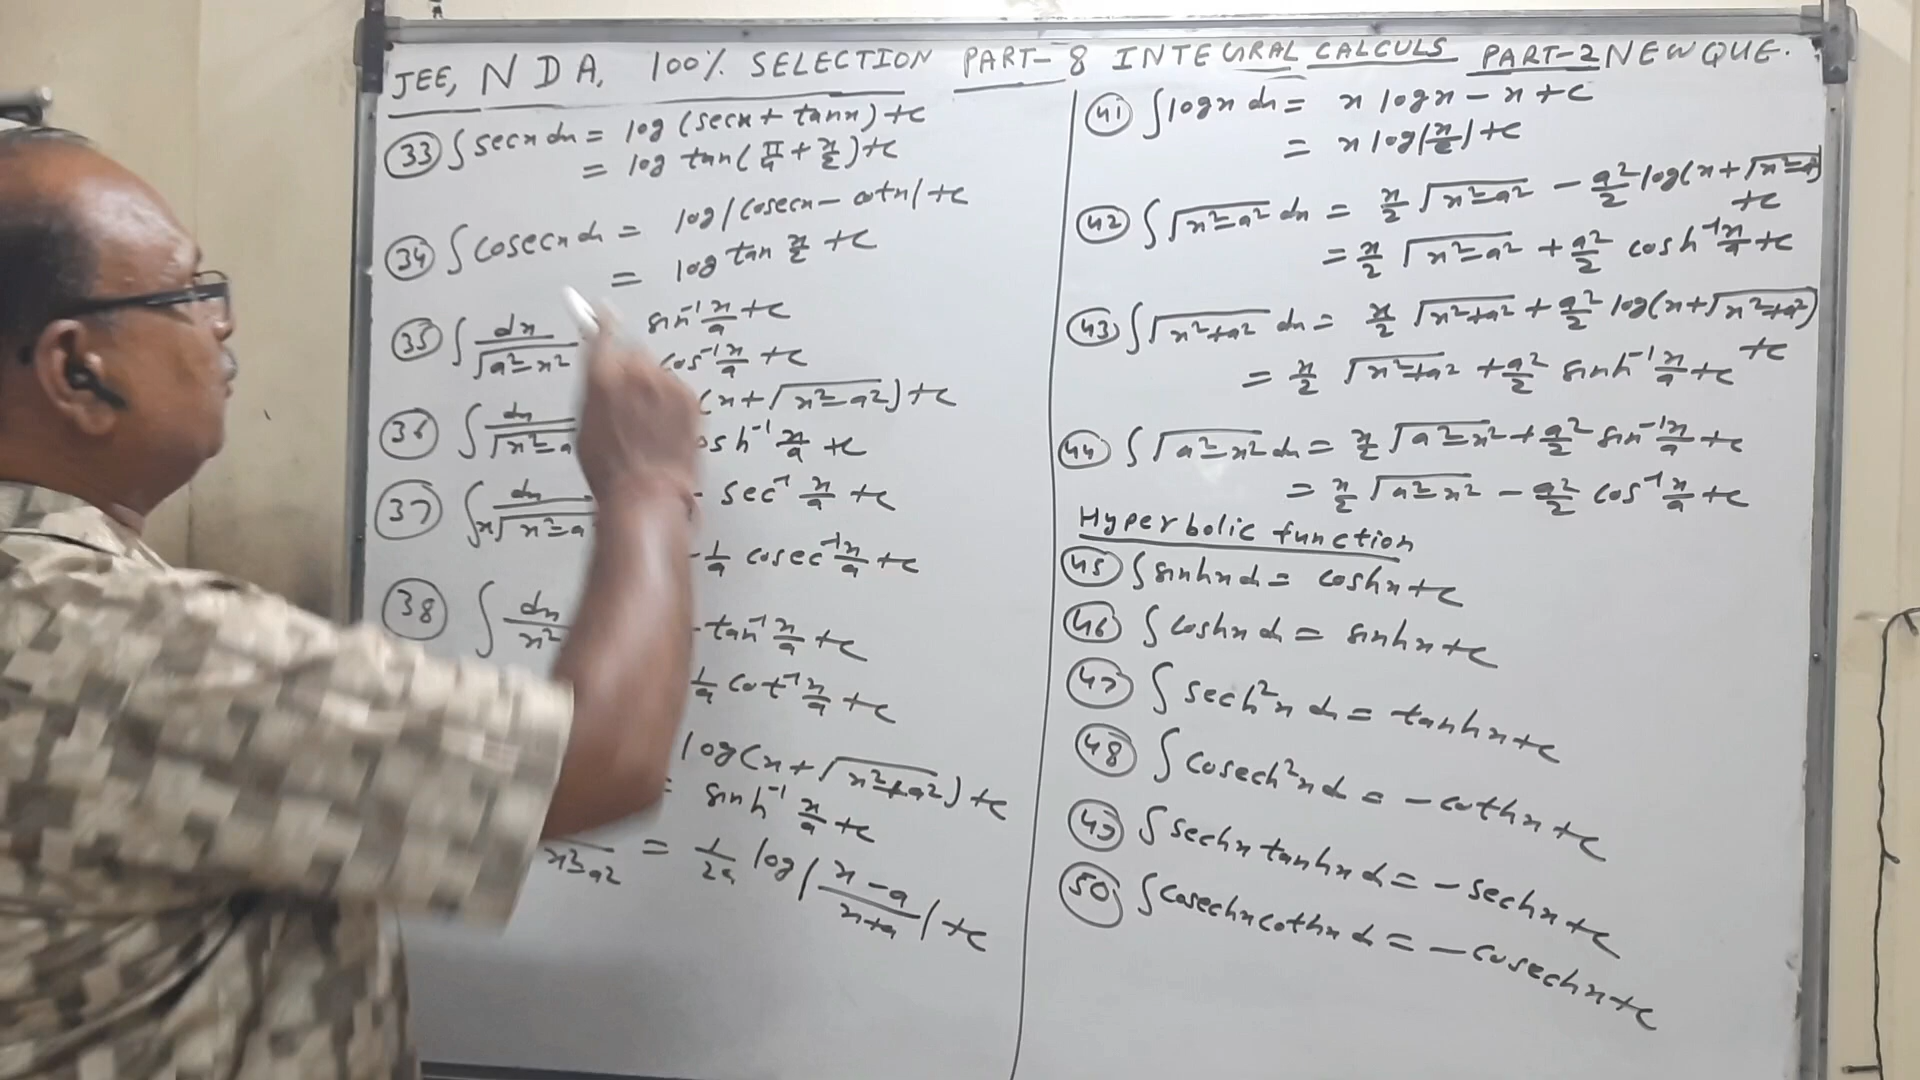 JEE, NDA, 100% SELECTION PART-8 INTEGRAL CALCULS PART-2 NEW QUE.
(33) ∫ secx dx = log (secx + tanx) + c
= log tan(π/4 + x/2) + c
(34) ∫ cosecx dx = log |cosecx - cotx| + c
= log tan x/2 + c
(35) ∫ dx/√(a²-x²) sin⁻¹ x/a + c
cos⁻¹ x/a + c
(36) ∫ dx/√(x²-a (x + √(x²-a²)) + c
osh⁻¹ x/a + c
(37) ∫ dx/x√(x²-a sec⁻¹ x/a + c
-1/a cosec⁻¹ x/a + c
(38) ∫ dx/x² tan⁻¹ x/a + c
1/a cot⁻¹ x/a + c
log(x + √(x²+a²)) + c
= sinh⁻¹ x/a + c
x²-a² = 1/2a log |x-a/x+a| + c
(41) ∫ logx dx = x logx - x + c
= x log(x/e) + c
(42) ∫ √(x²-a²) dx = x/2 √(x²-a²) - a²/2 log(x + √(x²-a²)
+c
= x/2 √(x²-a²) + a²/2 cosh⁻¹ x/a + c
(43) ∫ √(x²+a²) dx = x/2 √(x²+a²) + a²/2 log(x + √(x²+a²))
+c
= x/2 √(x²+a²) + a²/2 sinh⁻¹ x/a + c
(44) ∫ √(a²-x²) dx = x/2 √(a²-x²) + a²/2 sin⁻¹ x/a + c
= x/2 √(a²-x²) - a²/2 cos⁻¹ x/a + c
Hyperbolic function
(45) ∫ sinhx dx = coshx + c
(46) ∫ coshx dx = sinhx + c
(47) ∫ sech²x dx = tanhx + c
(48) ∫ cosech²x dx = - cothx + c
(49) ∫ sechx tanhx dx = - sechx + c
(50) ∫ cosechx cothx dx = - cosechx + c